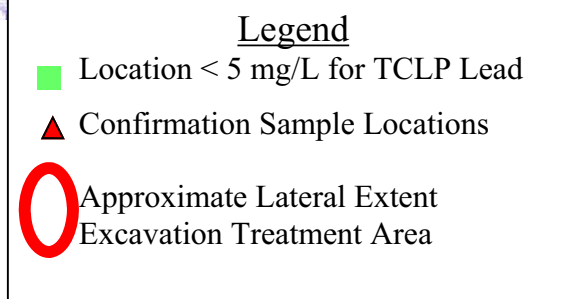 Legend
Location < 5 mg/L for TCLP Lead
Confirmation Sample Locations
Approximate Lateral Extent
Excavation Treatment Area